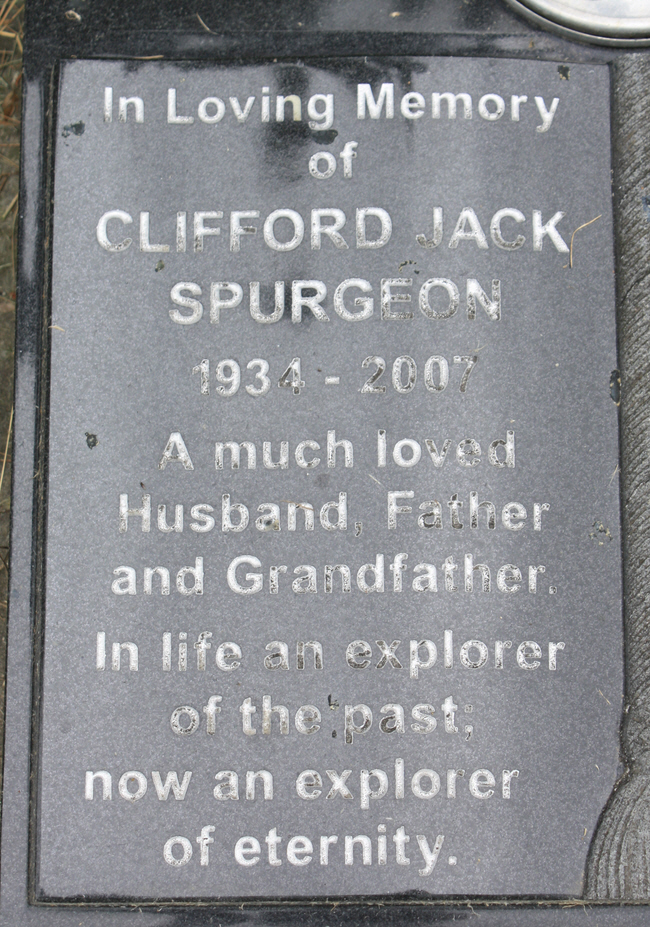 In Loving Memory
of
CLIFFORD JACK
SPURGEON
1934 - 2007
A much loved
Husband, Father
and Grandfather.
In life an explorer
of the past;
now an explorer
of eternity.